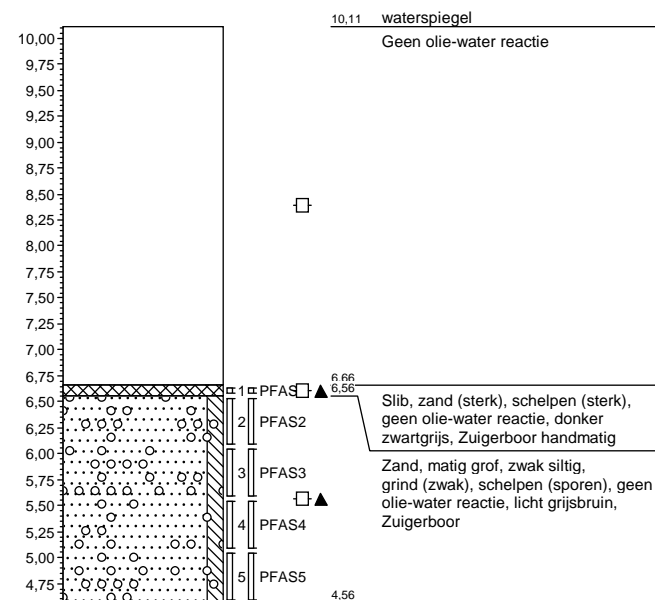 10,11 waterspiegel
Geen olie-water reactie
10,00
9,75
9,50
9,25
9,00
8,75
8,50
8,25
8,00
7,75
7,50
7,25
7,00
6,75
6,50
6,25
6,00
5,75
5,50
5,25
5,00
4,75
1 PFAS
2 PFAS2
3 PFAS3
4 PFAS4
5 PFAS5
6,66
6,56
Slib, zand (sterk), schelpen (sterk),
geen olie-water reactie, donker
zwartgrijs, Zuigerboor handmatig
Zand, matig grof, zwak siltig,
grind (zwak), schelpen (sporen), geen
olie-water reactie, licht grijsbruin,
Zuigerboor
4,56